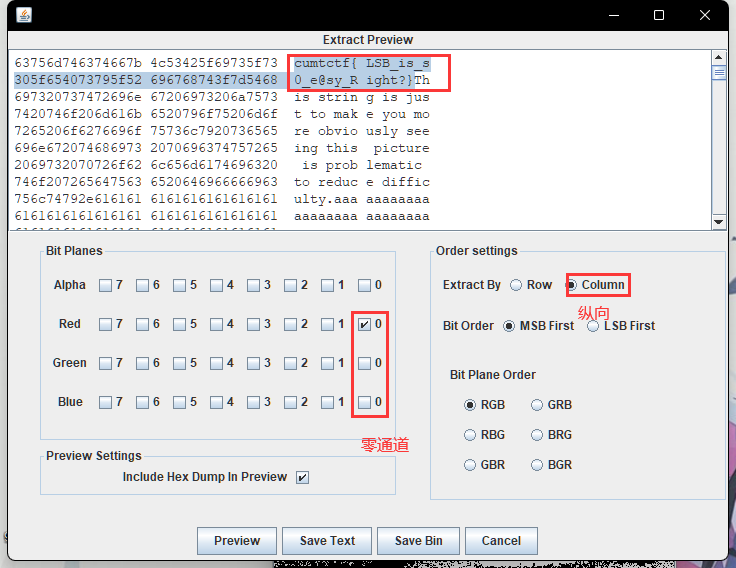 Extract Preview
63756d746374667b 4c53425f69735f73 cumtctf{ LSB_is_s
305f654073795f52 696768743f7d5468 0_e@sy_R ight?}Th
697320737472696e 67206973206a7573 is strin g is jus
7420746f206d616b 6520796f75206d6f t to mak e you mo
7265206f6276696f 75736c7920736565 re obvio usly see
696e672074686973 2070696374757265 ing this  picture
2069732070726f62 6c656d6174696320  is prob lematic
746f207265647563 6520646966666963 to reduc e diffic
756c74792e616161 6161616161616161 ulty.aaa aaaaaaaa
6161616161616161 6161616161616161 aaaaaaaa aaaaaaaa
6161616161616161 6161616161616161 aaaaaaaa aaaaaaaa
Bit Planes
Alpha 7 6 5 4 3 2 1 0
Red 7 6 5 4 3 2 1 0
Green 7 6 5 4 3 2 1 0
Blue 7 6 5 4 3 2 1 0
零通道
Preview Settings
Include Hex Dump In Preview
Order settings
Extract By Row Column
纵向
Bit Order MSB First LSB First
Bit Plane Order
RGB GRB
RBG BRG
GBR BGR
Preview Save Text Save Bin Cancel